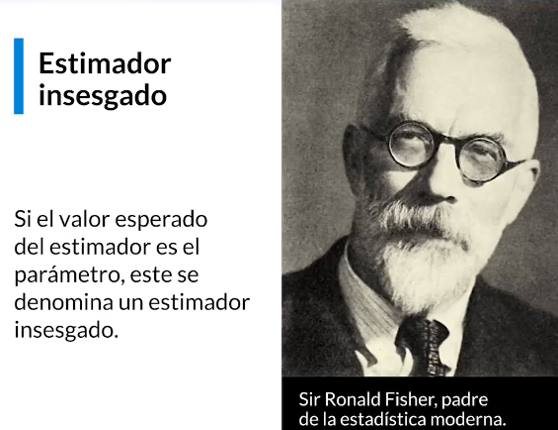 Estimador
insesgado
Si el valor esperado
del estimador es el
parámetro, este se
denomina un estimador
insesgado.
Sir Ronald Fisher, padre
de la estadística moderna.